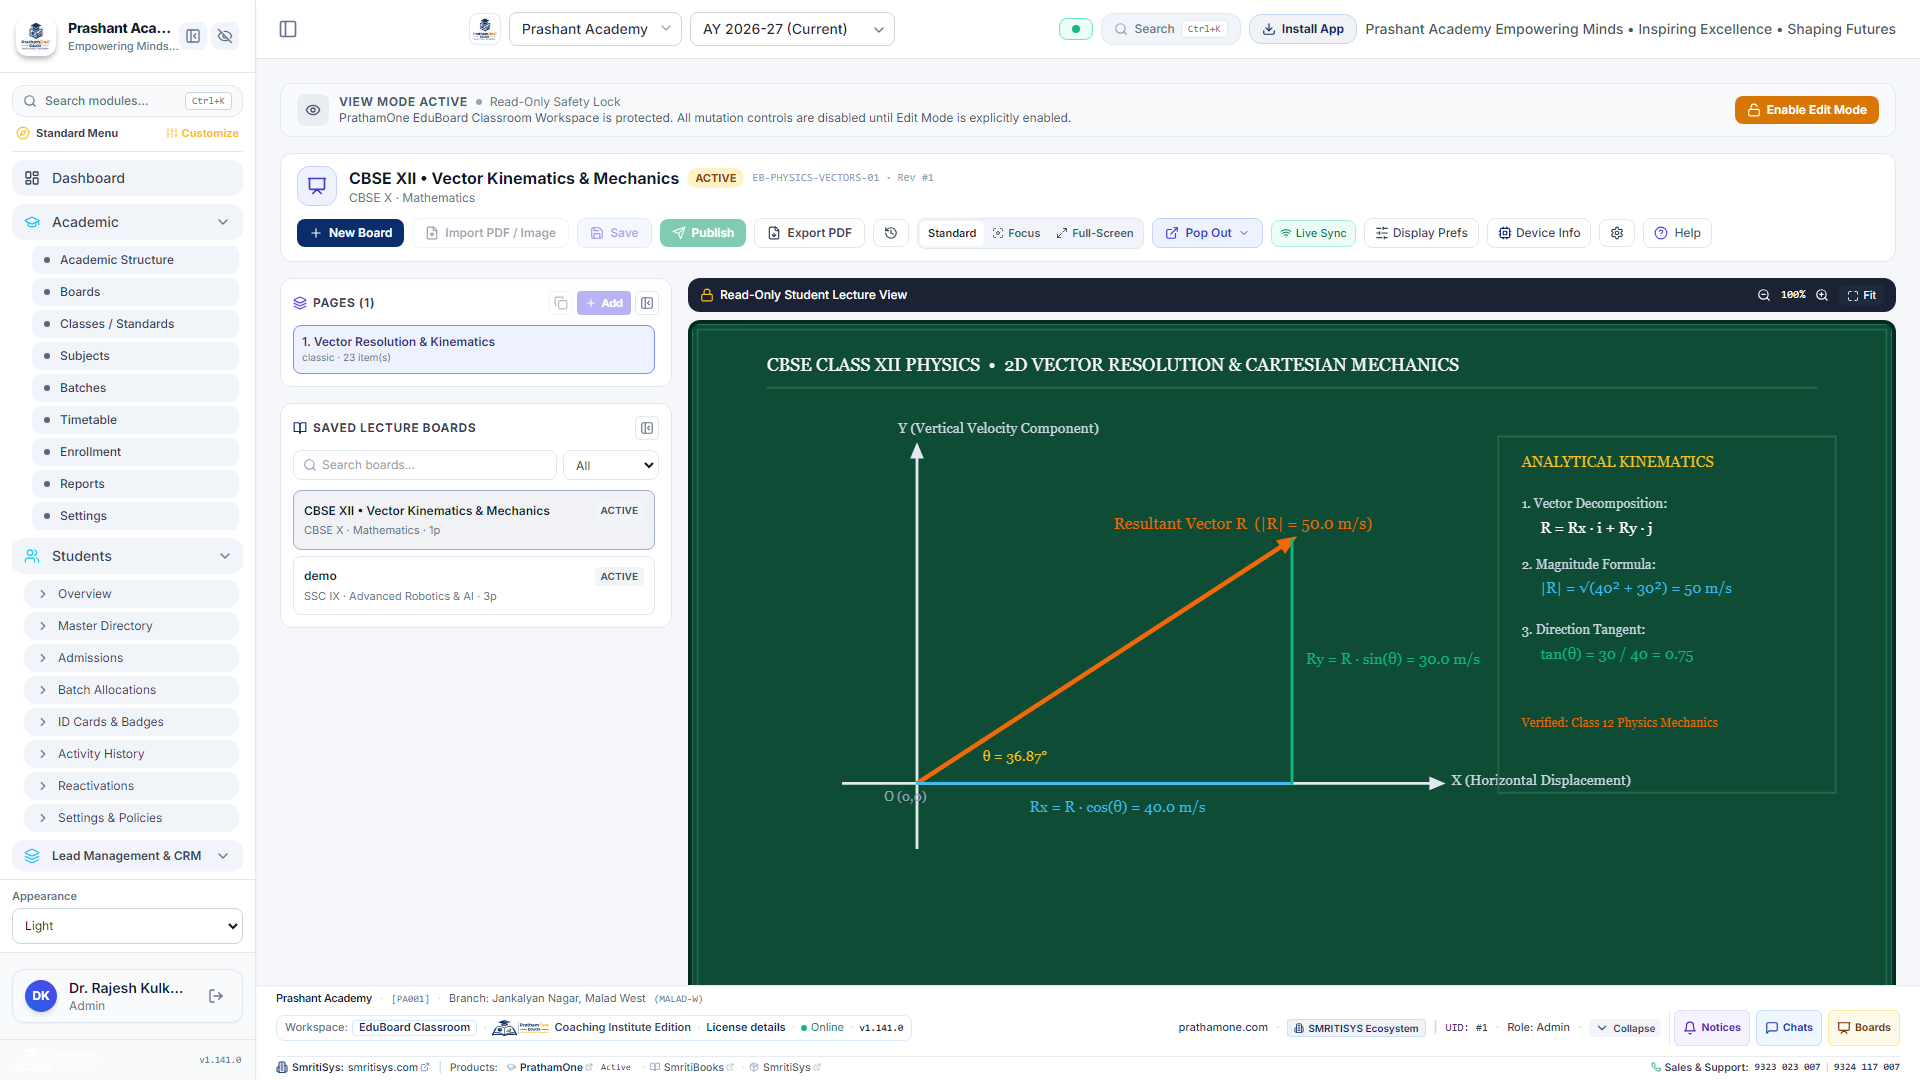 Prashant Aca...
Empowering Minds...
Search modules...
Ctrl+K
Standard Menu
Customize
Dashboard
Academic
Academic Structure
Boards
Classes / Standards
Subjects
Batches
Timetable
Enrollment
Reports
Settings
Students
Overview
Master Directory
Admissions
Batch Allocations
ID Cards & Badges
Activity History
Reactivations
Settings & Policies
Lead Management & CRM
Appearance
Light
DK
Dr. Rajesh Kulk...
Admin
v1.141.0
Prashant Academy
AY 2026-27 (Current)
Search
Ctrl+K
Install App
Prashant Academy Empowering Minds • Inspiring Excellence • Shaping Futures
VIEW MODE ACTIVE
Read-Only Safety Lock
PrathamOne EduBoard Classroom Workspace is protected. All mutation controls are disabled until Edit Mode is explicitly enabled.
Enable Edit Mode
CBSE XII • Vector Kinematics & Mechanics
ACTIVE
EB-PHYSICS-VECTORS-01 · Rev #1
CBSE X · Mathematics
New Board
Import PDF / Image
Save
Publish
Export PDF
Standard
Focus
Full-Screen
Pop Out
Live Sync
Display Prefs
Device Info
Help
PAGES (1)
Add
1. Vector Resolution & Kinematics
classic · 23 item(s)
SAVED LECTURE BOARDS
Search boards...
All
CBSE XII • Vector Kinematics & Mechanics
ACTIVE
CBSE X · Mathematics · 1p
demo
ACTIVE
SSC IX · Advanced Robotics & AI · 3p
Read-Only Student Lecture View
100%
Fit
CBSE CLASS XII PHYSICS • 2D VECTOR RESOLUTION & CARTESIAN MECHANICS
Y (Vertical Velocity Component)
Resultant Vector R (|R| = 50.0 m/s)
Ry = R · sin(θ) = 30.0 m/s
θ = 36.87°
X (Horizontal Displacement)
O (0,0)
Rx = R · cos(θ) = 40.0 m/s
ANALYTICAL KINEMATICS
1. Vector Decomposition:
R = Rx · i + Ry · j
2. Magnitude Formula:
|R| = √(40² + 30²) = 50 m/s
3. Direction Tangent:
tan(θ) = 30 / 40 = 0.75
Verified: Class 12 Physics Mechanics
Prashant Academy · [PA001] · Branch: Jankalyan Nagar, Malad West (MALAD-W)
Workspace: EduBoard Classroom · Coaching Institute Edition · License details · Online · v1.141.0
prathamone.com · SMRITISYS Ecosystem
UID: #1 · Role: Admin ·
Collapse
Notices
Chats
Boards
SmritiSys: smritisys.com
Products: PrathamOne Active · SmritiBooks · SmritiSys
Sales & Support: 9323 023 007 | 9324 117 007